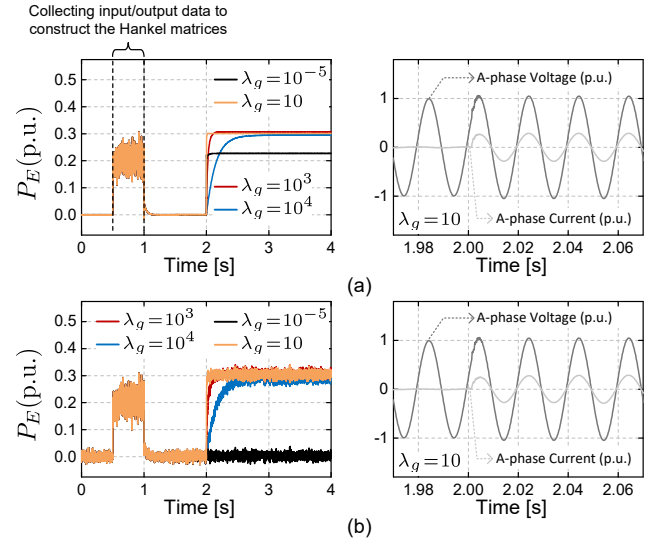 Collecting input/output data to
construct the Hankel matrices
P_E(p.u.)
0.5
0.4
0.3
0.2
0.1
0.0
λ_g=10^{-5}
λ_g=10
λ_g=10^3
λ_g=10^4
0 1 2 3 4
Time [s]
1
0
-1
A-phase Voltage (p.u.)
A-phase Current (p.u.)
λ_g=10
1.98 2.00 2.02 2.04 2.06
Time [s]
(a)
P_E(p.u.)
0.5
0.4
0.3
0.2
0.1
0.0
λ_g=10^3
λ_g=10^{-5}
λ_g=10^4
λ_g=10
0 1 2 3 4
Time [s]
1
0
-1
A-phase Voltage (p.u.)
A-phase Current (p.u.)
λ_g=10
1.98 2.00 2.02 2.04 2.06
Time [s]
(b)